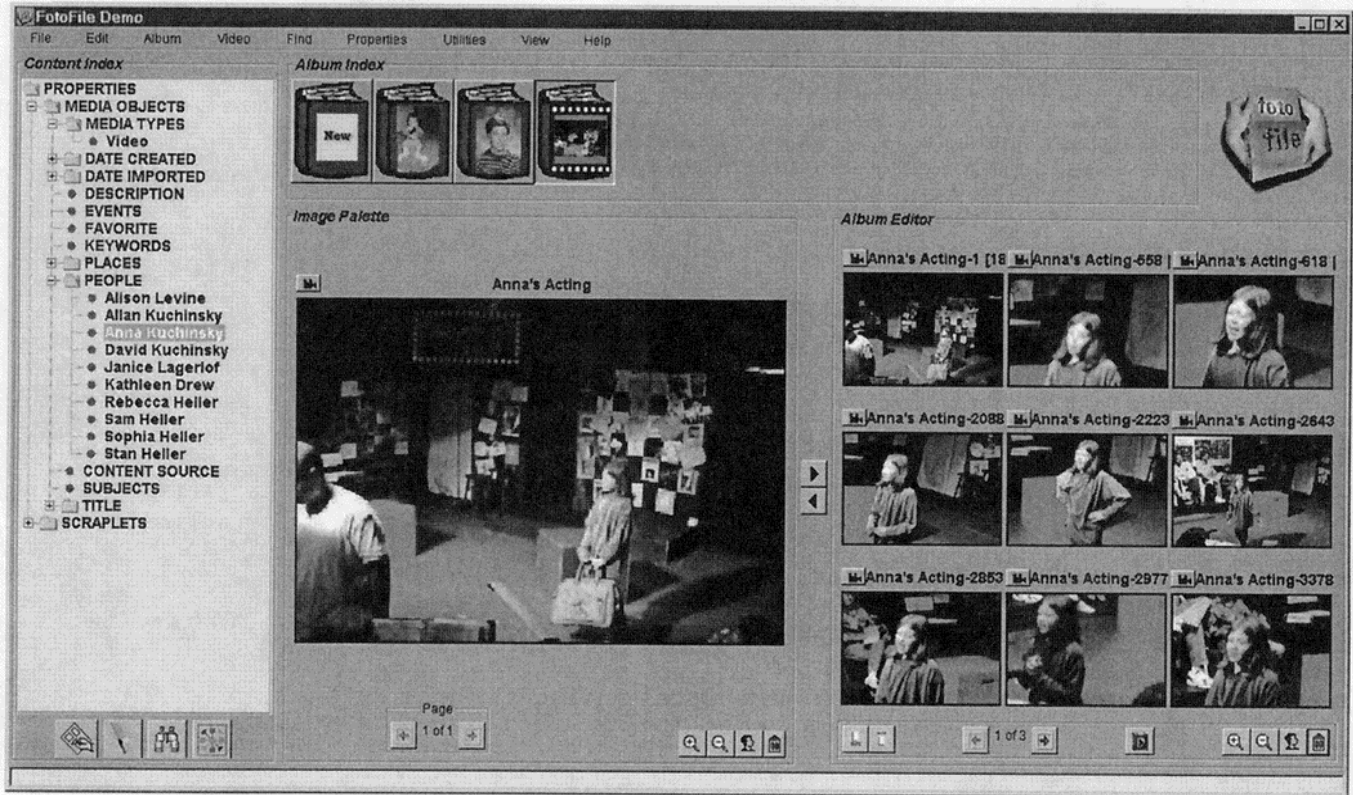 FotoFile Demo
File Edit Album Video Find Properties Utilities View Help
Content Index
PROPERTIES
MEDIA OBJECTS
MEDIA TYPES
Video
DATE CREATED
DATE IMPORTED
DESCRIPTION
EVENTS
FAVORITE
KEYWORDS
PLACES
PEOPLE
Alison Levine
Allan Kuchinsky
Anna Kuchinsky
David Kuchinsky
Janice Lagerlof
Kathleen Drew
Rebecca Heller
Sam Heller
Sophia Heller
Stan Heller
CONTENT SOURCE
SUBJECTS
TITLE
SCRAPLETS
Album Index
New
foto
file
Image Palette
Anna's Acting
Page
1 of 1
Album Editor
Anna's Acting-1 [18 Anna's Acting-558 [ Anna's Acting-618 [
Anna's Acting-2088 Anna's Acting-2223 Anna's Acting-2643
Anna's Acting-2853 Anna's Acting-2977 Anna's Acting-3378
1 of 3